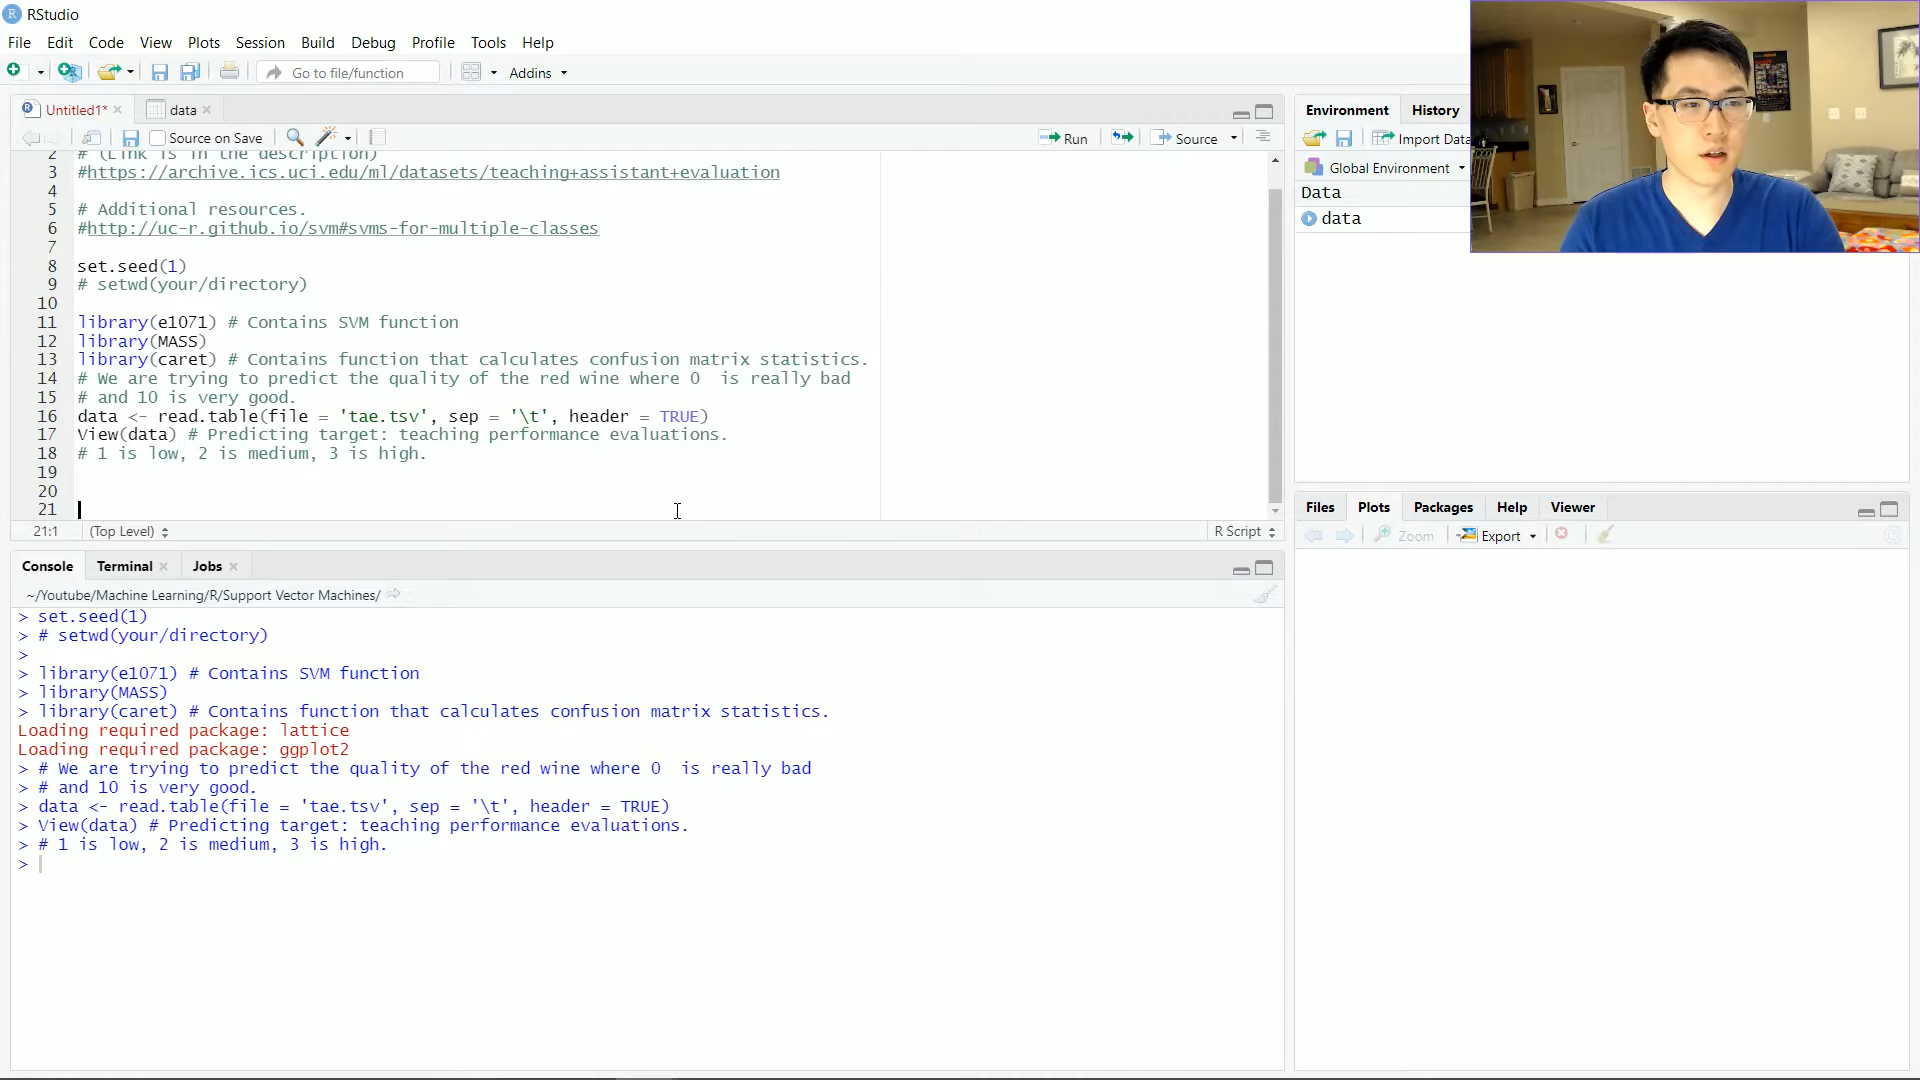 RStudio
File Edit Code View Plots Session Build Debug Profile Tools Help
Go to file/function Addins
Untitled1* data
Source on Save Run Source
2 # (Link is in the description)
3 #https://archive.ics.uci.edu/ml/datasets/teaching+assistant+evaluation
4
5 # Additional resources.
6 #http://uc-r.github.io/svm#svms-for-multiple-classes
7
8 set.seed(1)
9 # setwd(your/directory)
10
11 library(e1071) # Contains SVM function
12 library(MASS)
13 library(caret) # Contains function that calculates confusion matrix statistics.
14 # We are trying to predict the quality of the red wine where 0  is really bad
15 # and 10 is very good.
16 data <- read.table(file = 'tae.tsv', sep = '\t', header = TRUE)
17 View(data) # Predicting target: teaching performance evaluations.
18 # 1 is low, 2 is medium, 3 is high.
19
20
21
21:1 (Top Level) R Script
Console Terminal Jobs
~/Youtube/Machine Learning/R/Support Vector Machines/
> set.seed(1)
> # setwd(your/directory)
>
> library(e1071) # Contains SVM function
> library(MASS)
> library(caret) # Contains function that calculates confusion matrix statistics.
Loading required package: lattice
Loading required package: ggplot2
> # We are trying to predict the quality of the red wine where 0  is really bad
> # and 10 is very good.
> data <- read.table(file = 'tae.tsv', sep = '\t', header = TRUE)
> View(data) # Predicting target: teaching performance evaluations.
> # 1 is low, 2 is medium, 3 is high.
>
Environment History
Import Data
Global Environment
Data
data
Files Plots Packages Help Viewer
Zoom Export